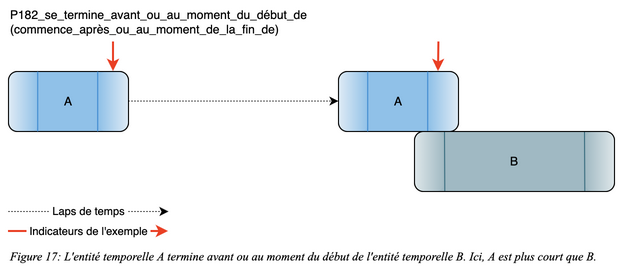 P182_se_termine_avant_ou_au_moment_du_début_de
(commence_après_ou_au_moment_de_la_fin_de)
A
A
B
Laps de temps
Indicateurs de l'exemple
Figure 17: L'entité temporelle A termine avant ou au moment du début de l'entité temporelle B. Ici, A est plus court que B.